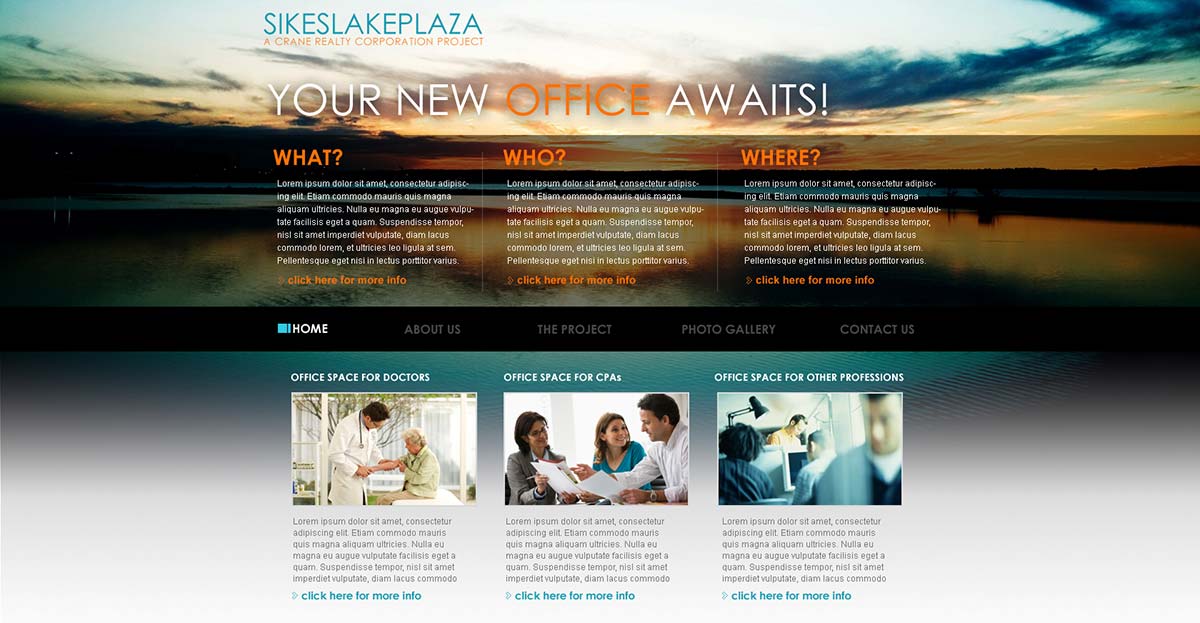 SIKESLAKEPLAZA
A CRANE REALTY CORPORATION PROJECT
YOUR NEW OFFICE AWAITS!
WHAT?
Lorem ipsum dolor sit amet, consectetur adipisc-
ing elit. Etiam commodo mauris quis magna
aliquam ultricies. Nulla eu magna eu augue vulpu-
tate facilisis eget a quam. Suspendisse tempor,
nisl sit amet imperdiet vulputate, diam lacus
commodo lorem, et ultricies leo ligula at sem.
Pellentesque eget nisi in lectus porttitor varius.
click here for more info
WHO?
Lorem ipsum dolor sit amet, consectetur adipisc-
ing elit. Etiam commodo mauris quis magna
aliquam ultricies. Nulla eu magna eu augue vulpu-
tate facilisis eget a quam. Suspendisse tempor,
nisl sit amet imperdiet vulputate, diam lacus
commodo lorem, et ultricies leo ligula at sem.
Pellentesque eget nisi in lectus porttitor varius.
click here for more info
WHERE?
Lorem ipsum dolor sit amet, consectetur adipisc-
ing elit. Etiam commodo mauris quis magna
aliquam ultricies. Nulla eu magna eu augue vulpu-
tate facilisis eget a quam. Suspendisse tempor,
nisl sit amet imperdiet vulputate, diam lacus
commodo lorem, et ultricies leo ligula at sem.
Pellentesque eget nisi in lectus porttitor varius.
click here for more info
HOME ABOUT US THE PROJECT PHOTO GALLERY CONTACT US
OFFICE SPACE FOR DOCTORS
Lorem ipsum dolor sit amet, consectetur
adipiscing elit. Etiam commodo mauris
quis magna aliquam ultricies. Nulla eu
magna eu augue vulputate facilisis eget a
quam. Suspendisse tempor, nisl sit amet
imperdiet vulputate, diam lacus commodo
click here for more info
OFFICE SPACE FOR CPAs
Lorem ipsum dolor sit amet, consectetur
adipiscing elit. Etiam commodo mauris
quis magna aliquam ultricies. Nulla eu
magna eu augue vulputate facilisis eget a
quam. Suspendisse tempor, nisl sit amet
imperdiet vulputate, diam lacus commodo
click here for more info
OFFICE SPACE FOR OTHER PROFESSIONS
Lorem ipsum dolor sit amet, consectetur
adipiscing elit. Etiam commodo mauris
quis magna aliquam ultricies. Nulla eu
magna eu augue vulputate facilisis eget a
quam. Suspendisse tempor, nisl sit amet
imperdiet vulputate, diam lacus commodo
click here for more info